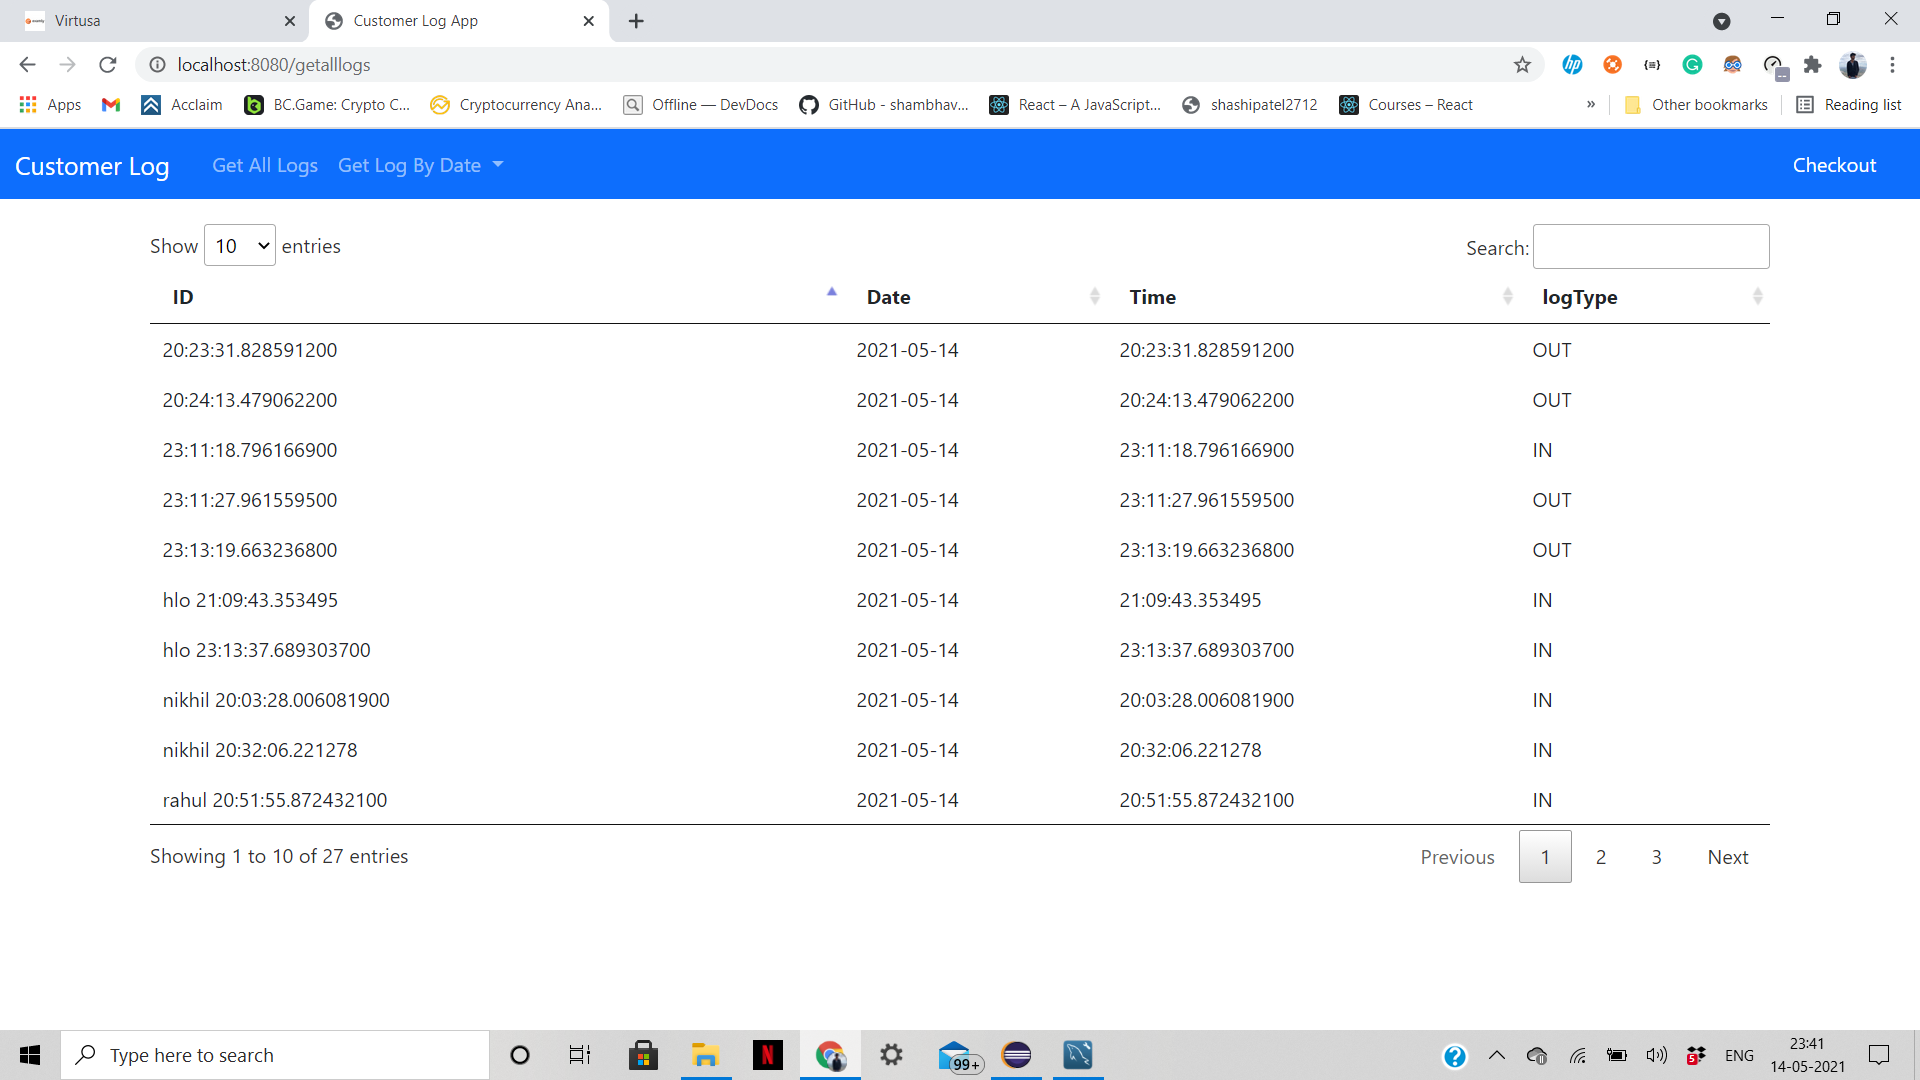 Virtusa
Customer Log App
localhost:8080/getalllogs
Apps
Acclaim
BC.Game: Crypto C...
Cryptocurrency Ana...
Offline — DevDocs
GitHub - shambhav...
React – A JavaScript...
shashipatel2712
Courses – React
»
Other bookmarks
Reading list
Customer Log Get All Logs Get Log By Date Checkout
Show 10 entries Search:
ID Date Time logType
20:23:31.828591200 2021-05-14 20:23:31.828591200 OUT
20:24:13.479062200 2021-05-14 20:24:13.479062200 OUT
23:11:18.796166900 2021-05-14 23:11:18.796166900 IN
23:11:27.961559500 2021-05-14 23:11:27.961559500 OUT
23:13:19.663236800 2021-05-14 23:13:19.663236800 OUT
hlo 21:09:43.353495 2021-05-14 21:09:43.353495 IN
hlo 23:13:37.689303700 2021-05-14 23:13:37.689303700 IN
nikhil 20:03:28.006081900 2021-05-14 20:03:28.006081900 IN
nikhil 20:32:06.221278 2021-05-14 20:32:06.221278 IN
rahul 20:51:55.872432100 2021-05-14 20:51:55.872432100 IN
Showing 1 to 10 of 27 entries Previous 1 2 3 Next
Type here to search
99+
5
ENG
23:41
14-05-2021